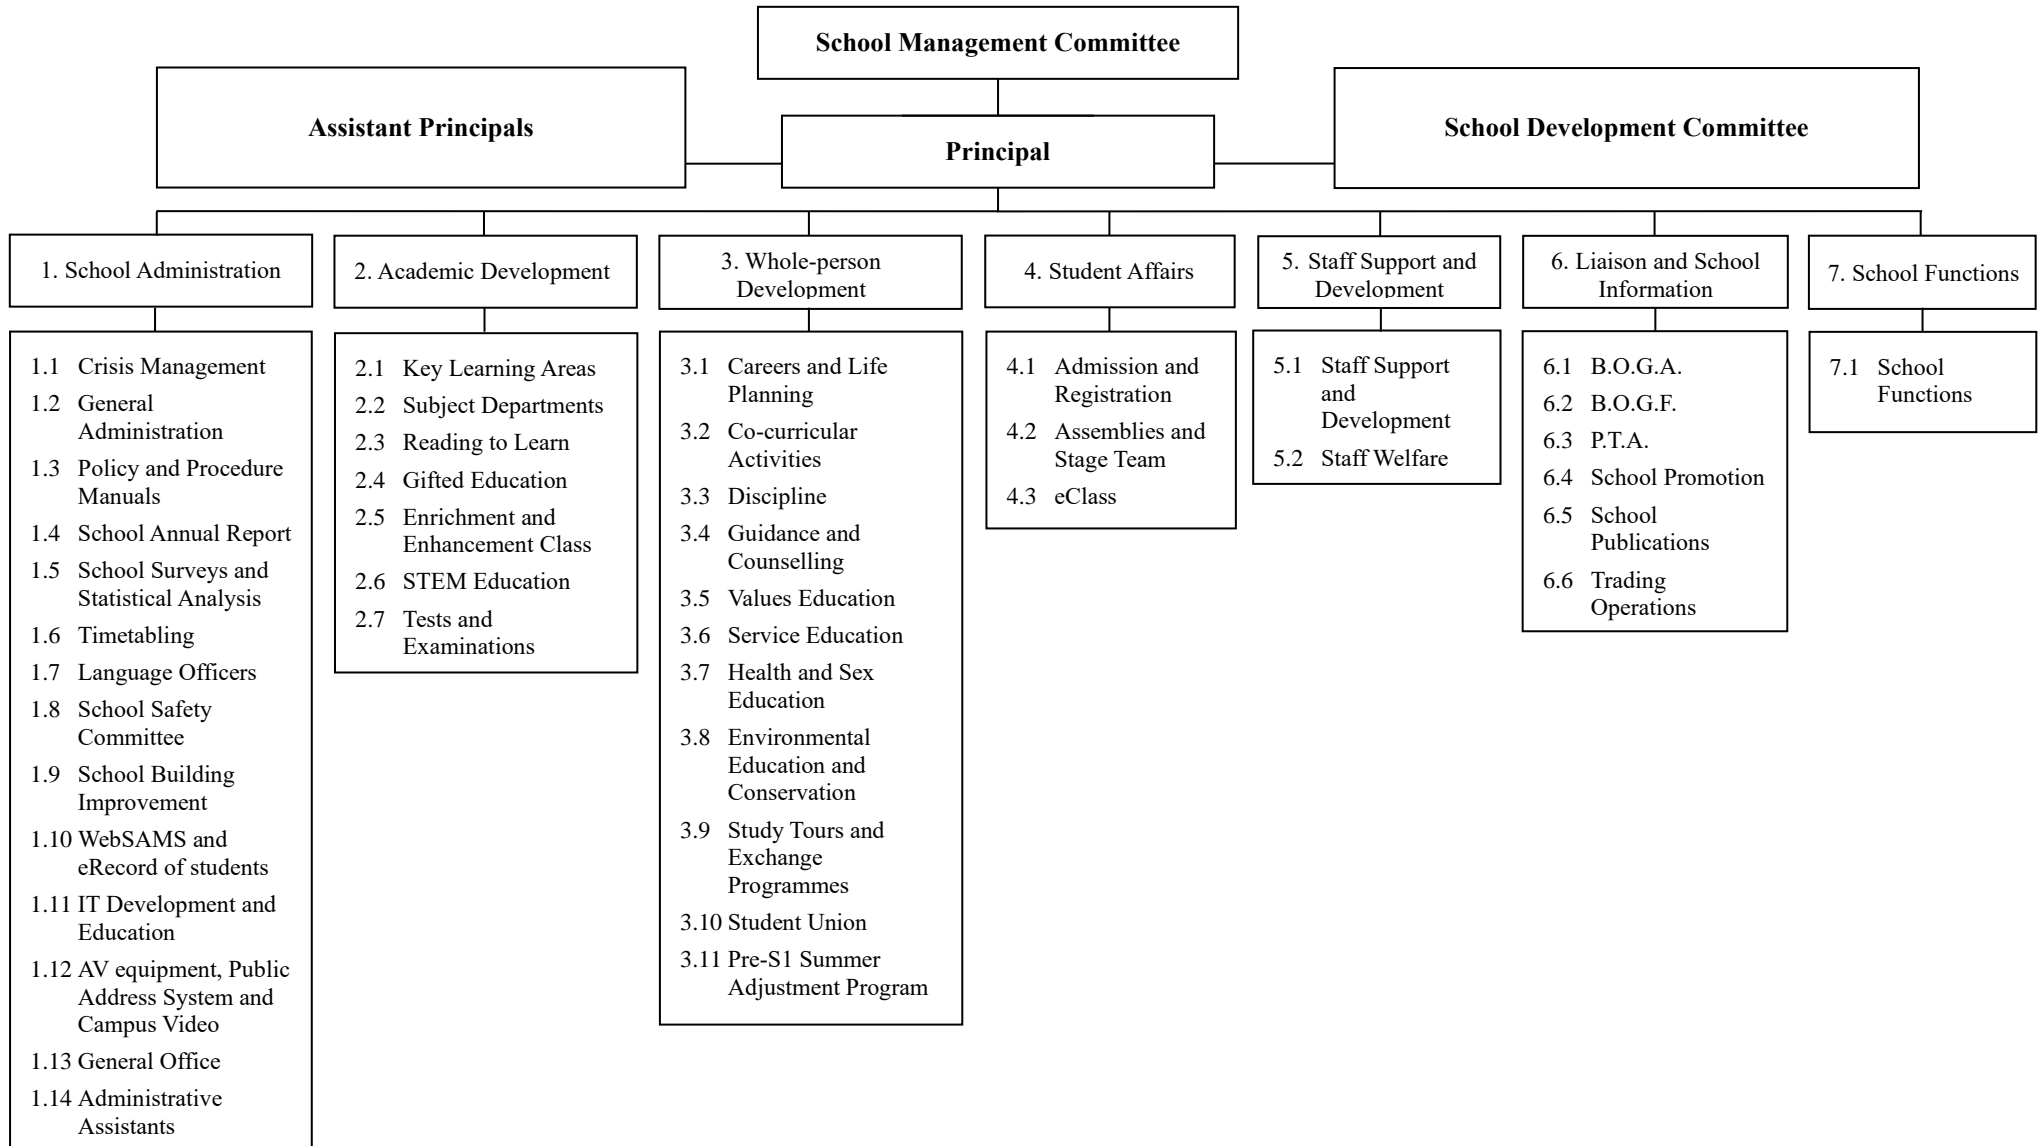 School Management Committee
Assistant Principals
Principal
School Development Committee
1. School Administration
2. Academic Development
3. Whole-person
Development
4. Student Affairs
5. Staff Support and
Development
6. Liaison and School
Information
7. School Functions
1.1 Crisis Management
1.2 General
Administration
1.3 Policy and Procedure
Manuals
1.4 School Annual Report
1.5 School Surveys and
Statistical Analysis
1.6 Timetabling
1.7 Language Officers
1.8 School Safety
Committee
1.9 School Building
Improvement
1.10 WebSAMS and
eRecord of students
1.11 IT Development and
Education
1.12 AV equipment, Public
Address System and
Campus Video
1.13 General Office
1.14 Administrative
Assistants
2.1 Key Learning Areas
2.2 Subject Departments
2.3 Reading to Learn
2.4 Gifted Education
2.5 Enrichment and
Enhancement Class
2.6 STEM Education
2.7 Tests and
Examinations
3.1 Careers and Life
Planning
3.2 Co-curricular
Activities
3.3 Discipline
3.4 Guidance and
Counselling
3.5 Values Education
3.6 Service Education
3.7 Health and Sex
Education
3.8 Environmental
Education and
Conservation
3.9 Study Tours and
Exchange
Programmes
3.10 Student Union
3.11 Pre-S1 Summer
Adjustment Program
4.1 Admission and
Registration
4.2 Assemblies and
Stage Team
4.3 eClass
5.1 Staff Support
and
Development
5.2 Staff Welfare
6.1 B.O.G.A.
6.2 B.O.G.F.
6.3 P.T.A.
6.4 School Promotion
6.5 School
Publications
6.6 Trading
Operations
7.1 School
Functions